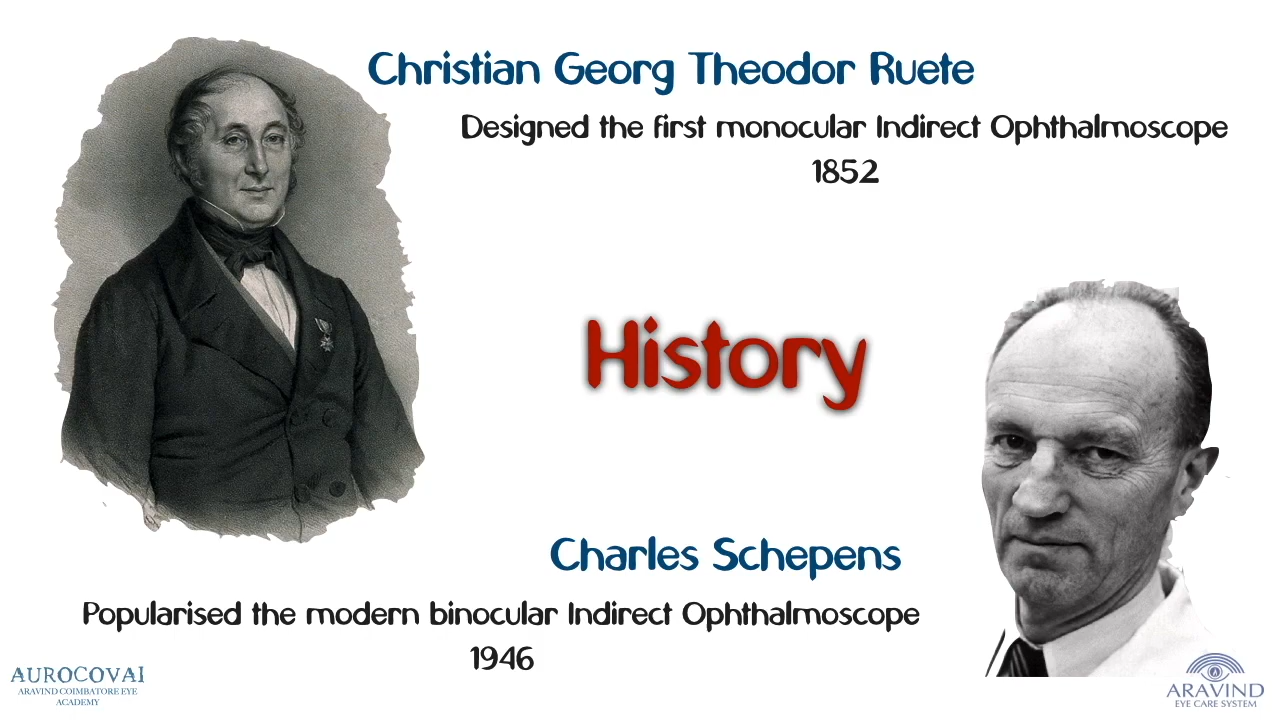 Christian Georg Theodor Ruete
Designed the first monocular Indirect Ophthalmoscope
1852
History
Charles Schepens
Popularised the modern binocular Indirect Ophthalmoscope
1946
AUROCOVAI
ARAVIND COIMBATORE EYE
ACADEMY
ARAVIND
EYE CARE SYSTEM